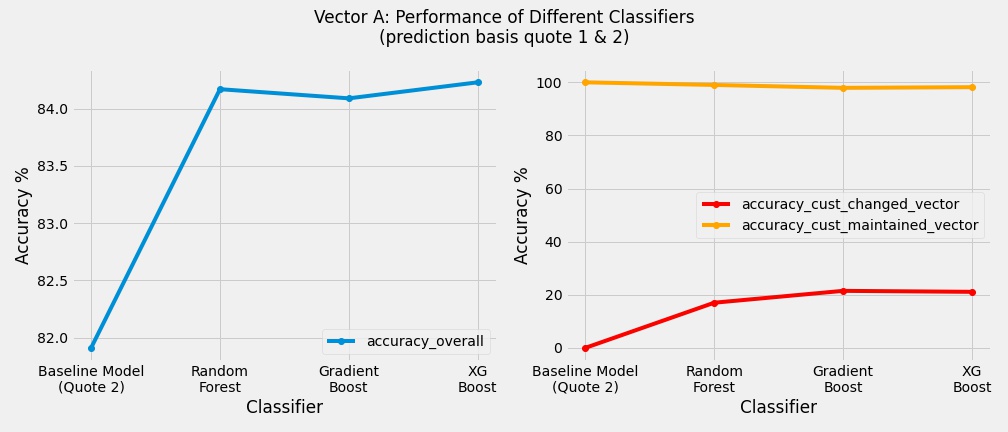 Vector A: Performance of Different Classifiers
(prediction basis quote 1 & 2)
Accuracy %
84.0
83.5
83.0
82.5
82.0
accuracy_overall
Baseline Model
(Quote 2)
Random
Forest
Gradient
Boost
XG
Boost
Classifier
Accuracy %
100
80
60
40
20
0
accuracy_cust_changed_vector
accuracy_cust_maintained_vector
Baseline Model
(Quote 2)
Random
Forest
Gradient
Boost
XG
Boost
Classifier